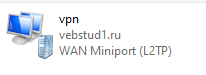 vpn
vebstud1.ru
WAN Miniport (L2TP)